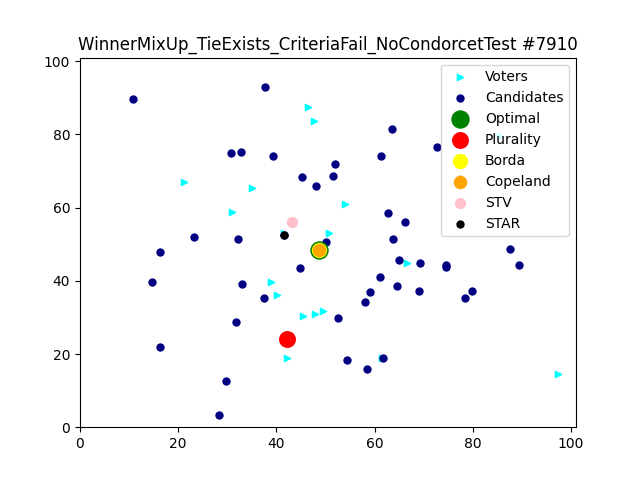 WinnerMixUp_TieExists_CriteriaFail_NoCondorcetTest #7910
100
80
60
40
20
0
0 20 40 60 80 100
Voters
Candidates
Optimal
Plurality
Borda
Copeland
STV
STAR